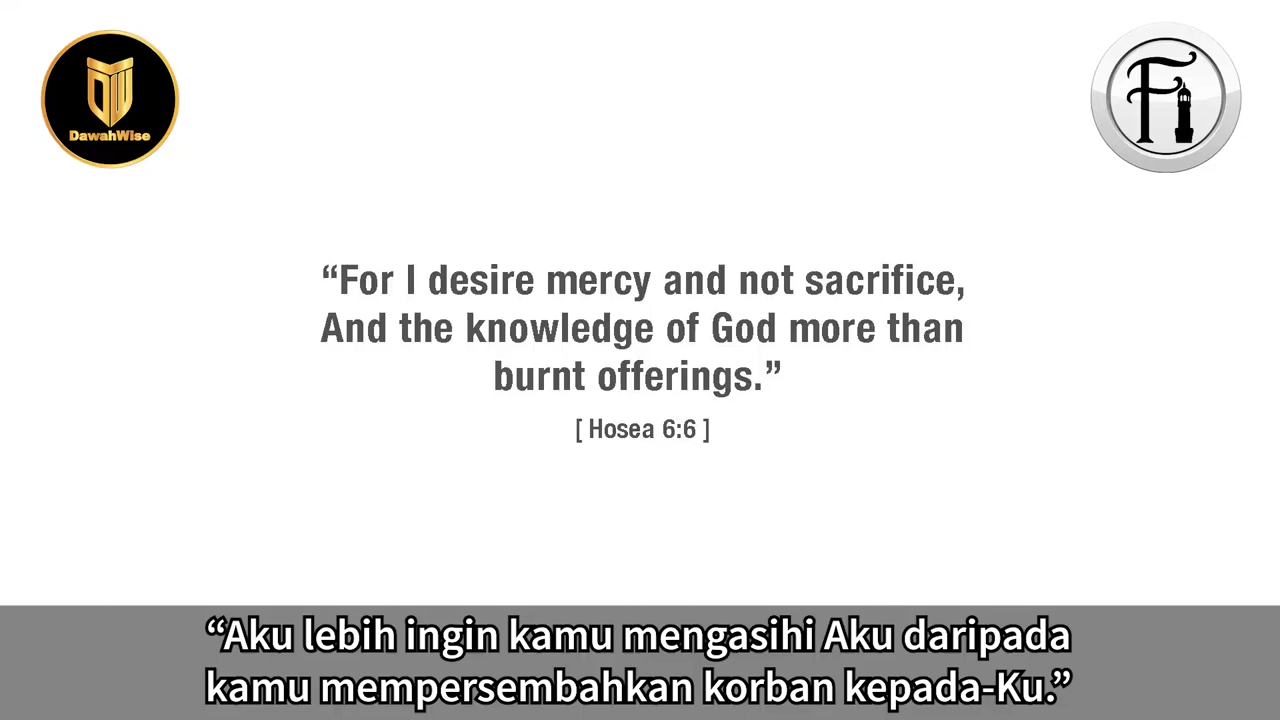 DawahWise
“For I desire mercy and not sacrifice,
And the knowledge of God more than
burnt offerings.”
[ Hosea 6:6 ]
“Aku lebih ingin kamu mengasihi Aku daripada
kamu mempersembahkan korban kepada-Ku.”